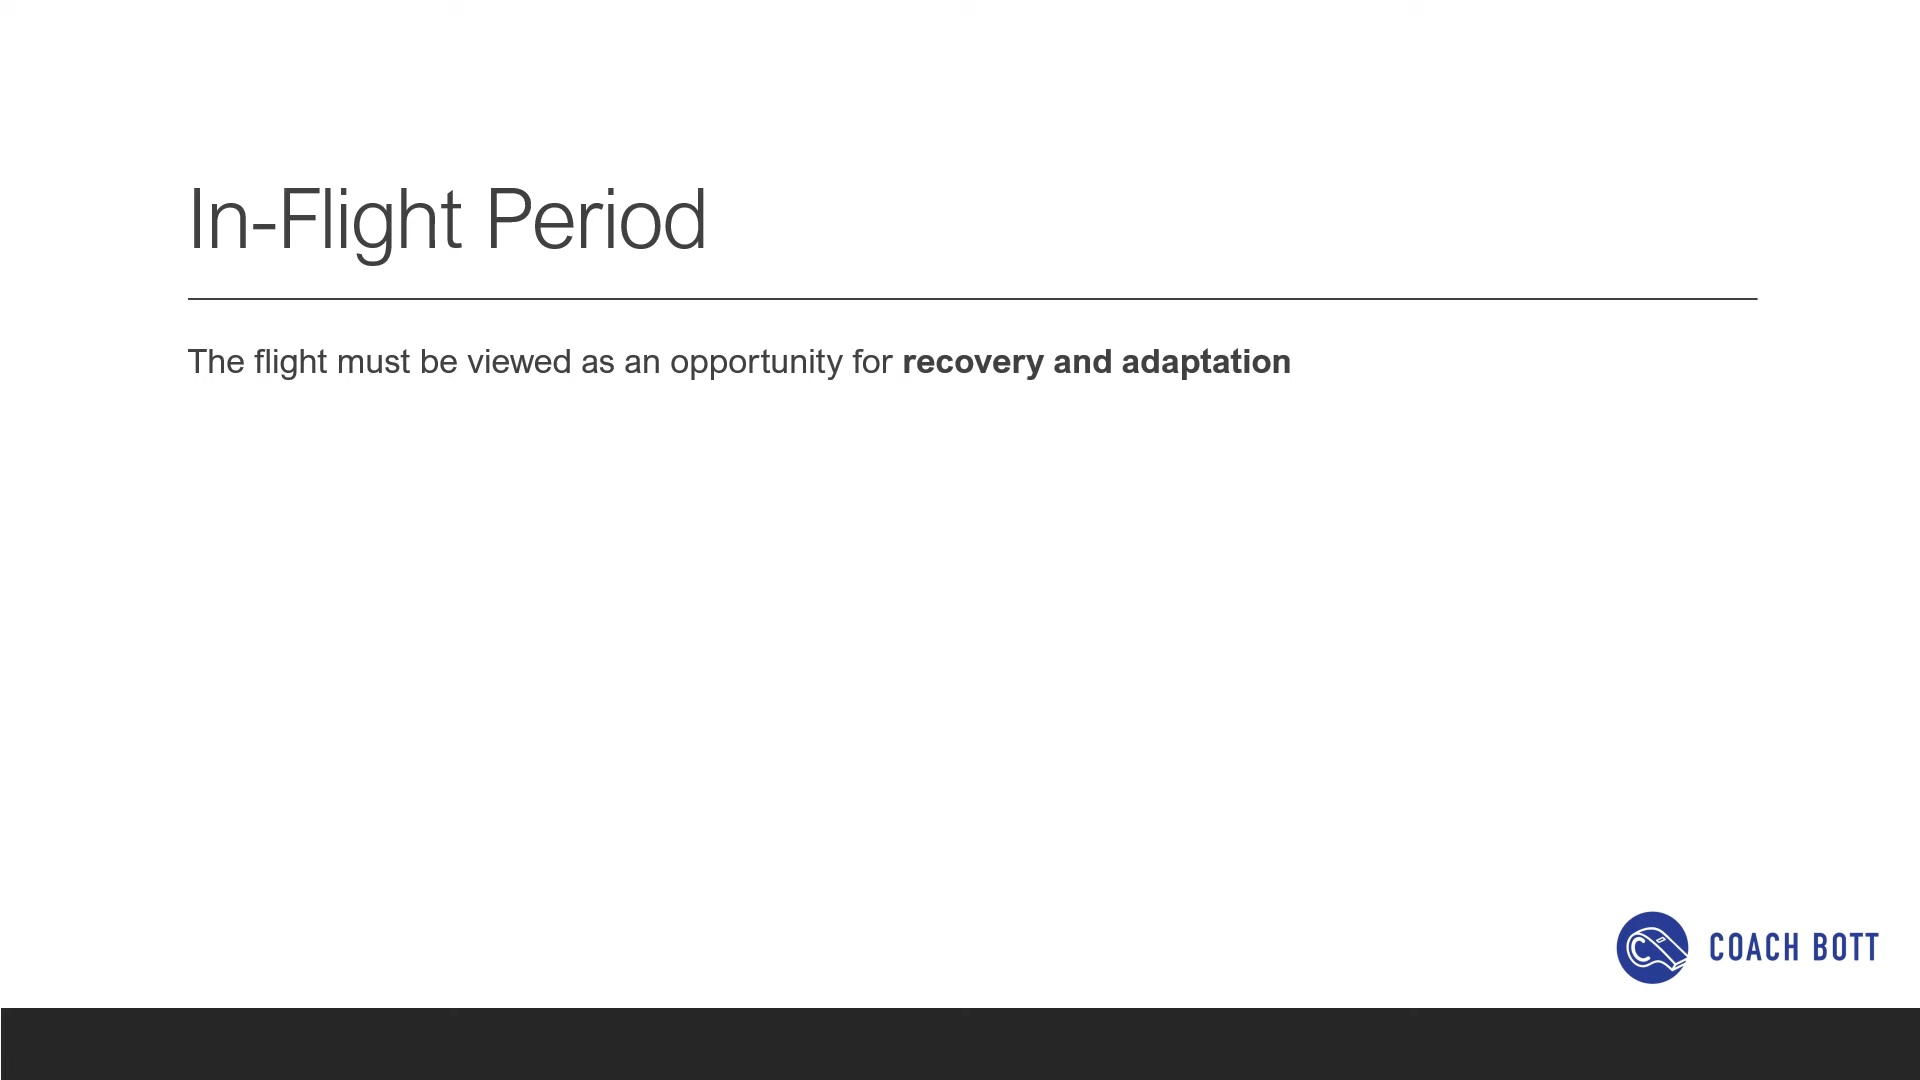 In-Flight Period
The flight must be viewed as an opportunity for recovery and adaptation
COACH BOTT